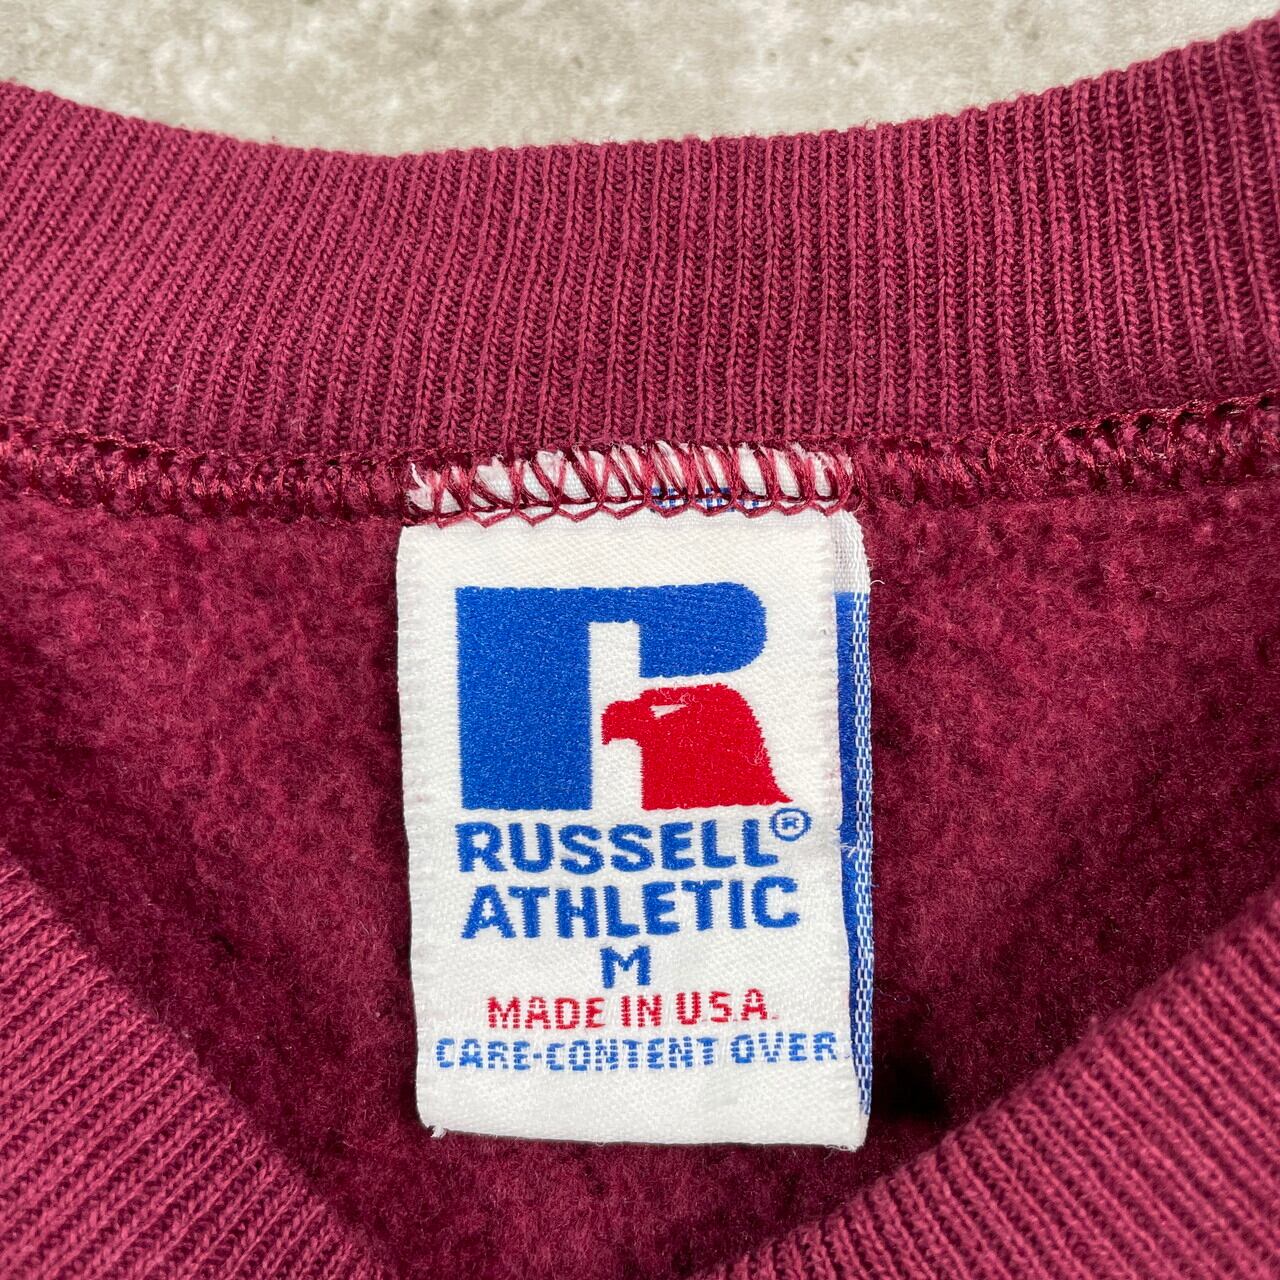 RUSSELL®
ATHLETIC
M
MADE IN U.S.A.
CARE-CONTENT OVER